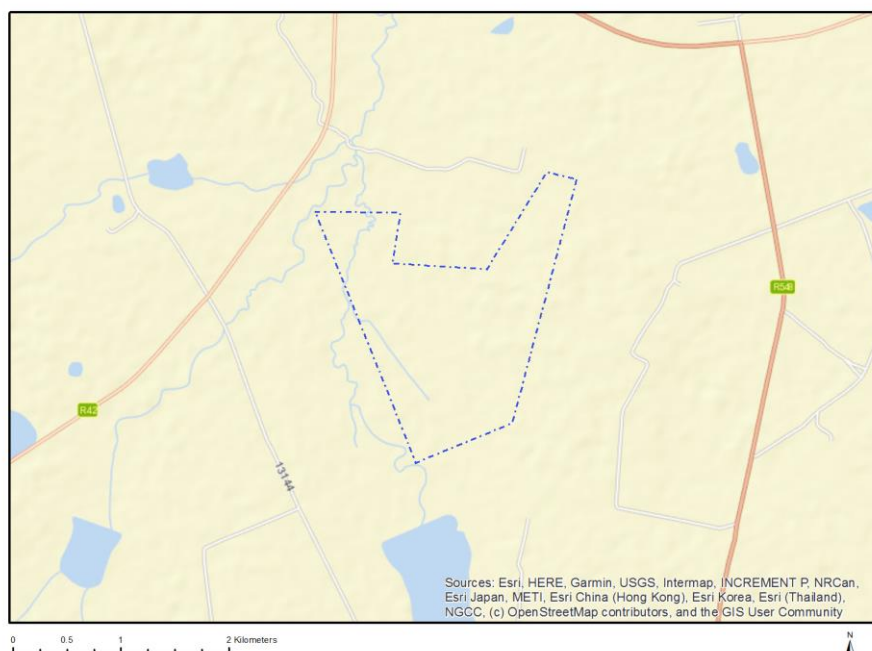 R548
R42
13144
Sources: Esri, HERE, Garmin, USGS, Intermap, INCREMENT P, NRCan,
Esri Japan, METI, Esri China (Hong Kong), Esri Korea, Esri (Thailand),
NGCC, (c) OpenStreetMap contributors, and the GIS User Community
0 0.5 1 2 Kilometers
N